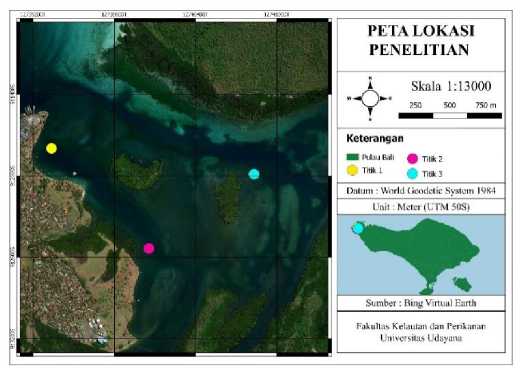 PETA LOKASI
PENELITIAN
N
W
E
S
Skala 1:13000
250 500 750 m
Keterangan
Pulau Bali
Titik 1
Titik 2
Titik 3
Datum : World Geodetic System 1984
Unit : Meter (UTM 50S)
Sumber : Bing Virtual Earth
Fakultas Kelautan dan Perikanan
Universitas Udayana